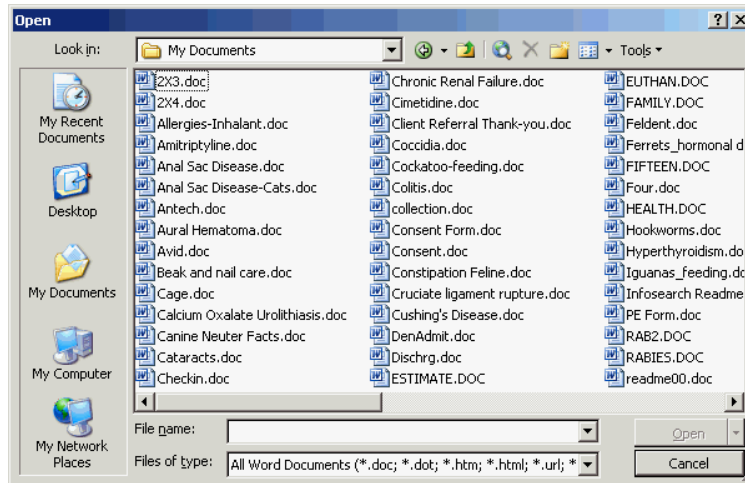 Open
Look in:
My Documents
Tools
My Recent
Documents
Desktop
My Documents
My Computer
My Network
Places
2X3.doc
2X4.doc
Allergies-Inhalant.doc
Amitriptyline.doc
Anal Sac Disease.doc
Anal Sac Disease-Cats.doc
Antech.doc
Aural Hematoma.doc
Avid.doc
Beak and nail care.doc
Cage.doc
Calcium Oxalate Urolithiasis.doc
Canine Neuter Facts.doc
Cataracts.doc
Checkin.doc
Chronic Renal Failure.doc
Cimetidine.doc
Client Referral Thank-you.doc
Coccidia.doc
Cockatoo-feeding.doc
Colitis.doc
collection.doc
Consent Form.doc
Consent.doc
Constipation Feline.doc
Cruciate ligament rupture.doc
Cushing's Disease.doc
DenAdmit.doc
Dischrg.doc
ESTIMATE.DOC
EUTHAN.DOC
FAMILY.DOC
Feldent.doc
Ferrets_hormonal d
FIFTEEN.DOC
Four.doc
HEALTH.DOC
Hookworms.doc
Hyperthyroidism.do
Iguanas_feeding.dc
Infosearch Readme
PE Form.doc
RAB2.DOC
RABIES.DOC
readme00.doc
File name:
Open
Files of type:
All Word Documents (*.doc; *.dot; *.htm; *.html; *.url; *
Cancel